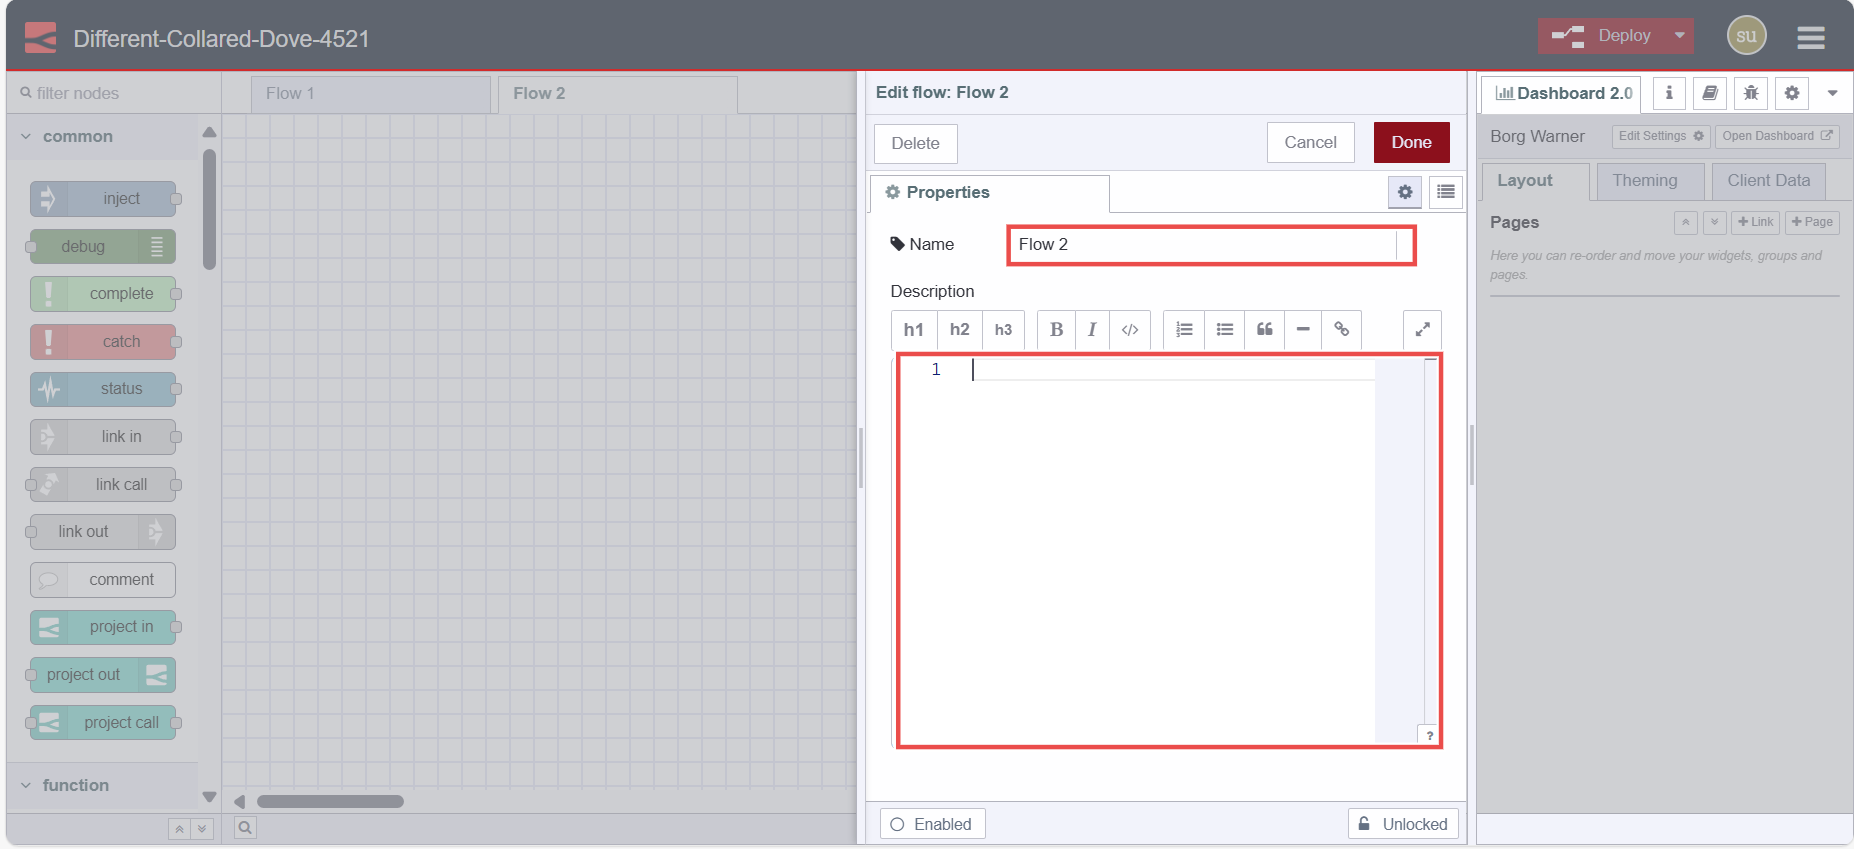 Different-Collared-Dove-4521
Deploy
su
filter nodes
common
inject
debug
complete
catch
status
link in
link call
link out
comment
project in
project out
project call
function
Flow 1
Flow 2
Edit flow: Flow 2
Delete
Cancel
Done
Properties
Name
Flow 2
Description
h1 h2 h3 B I </>
1
?
Enabled
Unlocked
Dashboard 2.0
Borg Warner
Edit Settings
Open Dashboard
Layout
Theming
Client Data
Pages
+ Link
+ Page
Here you can re-order and move your widgets, groups and
pages.